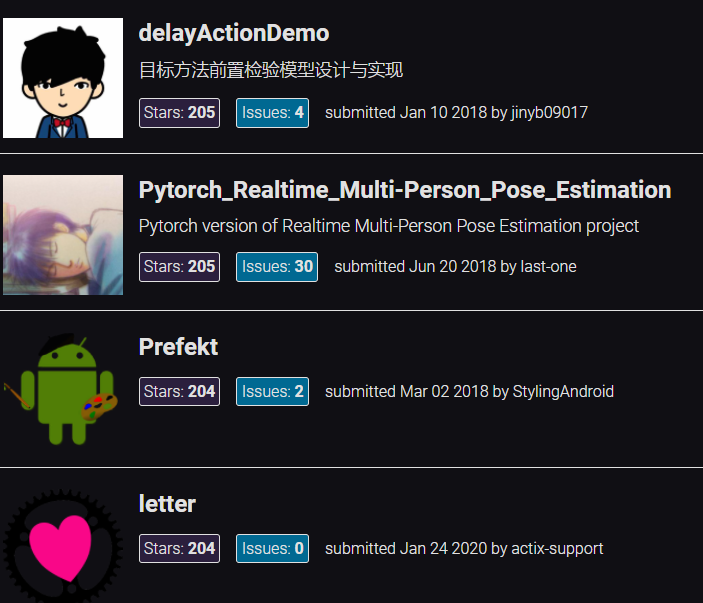 delayActionDemo
目标方法前置检验模型设计与实现
Stars: 205 Issues: 4 submitted Jan 10 2018 by jinyb09017
Pytorch_Realtime_Multi-Person_Pose_Estimation
Pytorch version of Realtime Multi-Person Pose Estimation project
Stars: 205 Issues: 30 submitted Jun 20 2018 by last-one
Prefekt
Stars: 204 Issues: 2 submitted Mar 02 2018 by StylingAndroid
letter
Stars: 204 Issues: 0 submitted Jan 24 2020 by actix-support